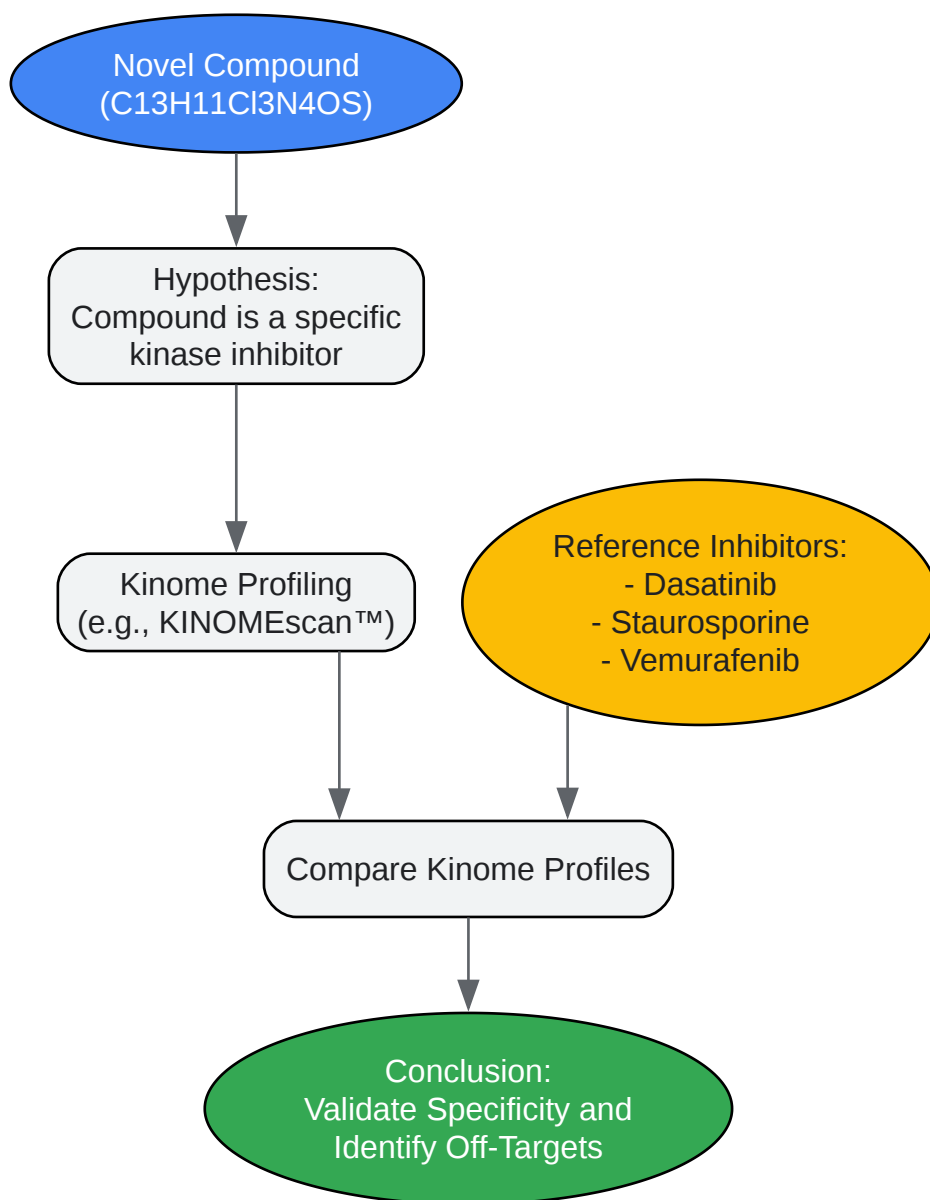 Novel Compound
(C13H11Cl3N4OS)
Hypothesis:
Compound is a specific
kinase inhibitor
Kinome Profiling
(e.g., KINOMEscan™)
Reference Inhibitors:
- Dasatinib
- Staurosporine
- Vemurafenib
Compare Kinome Profiles
Conclusion:
Validate Specificity and
Identify Off-Targets